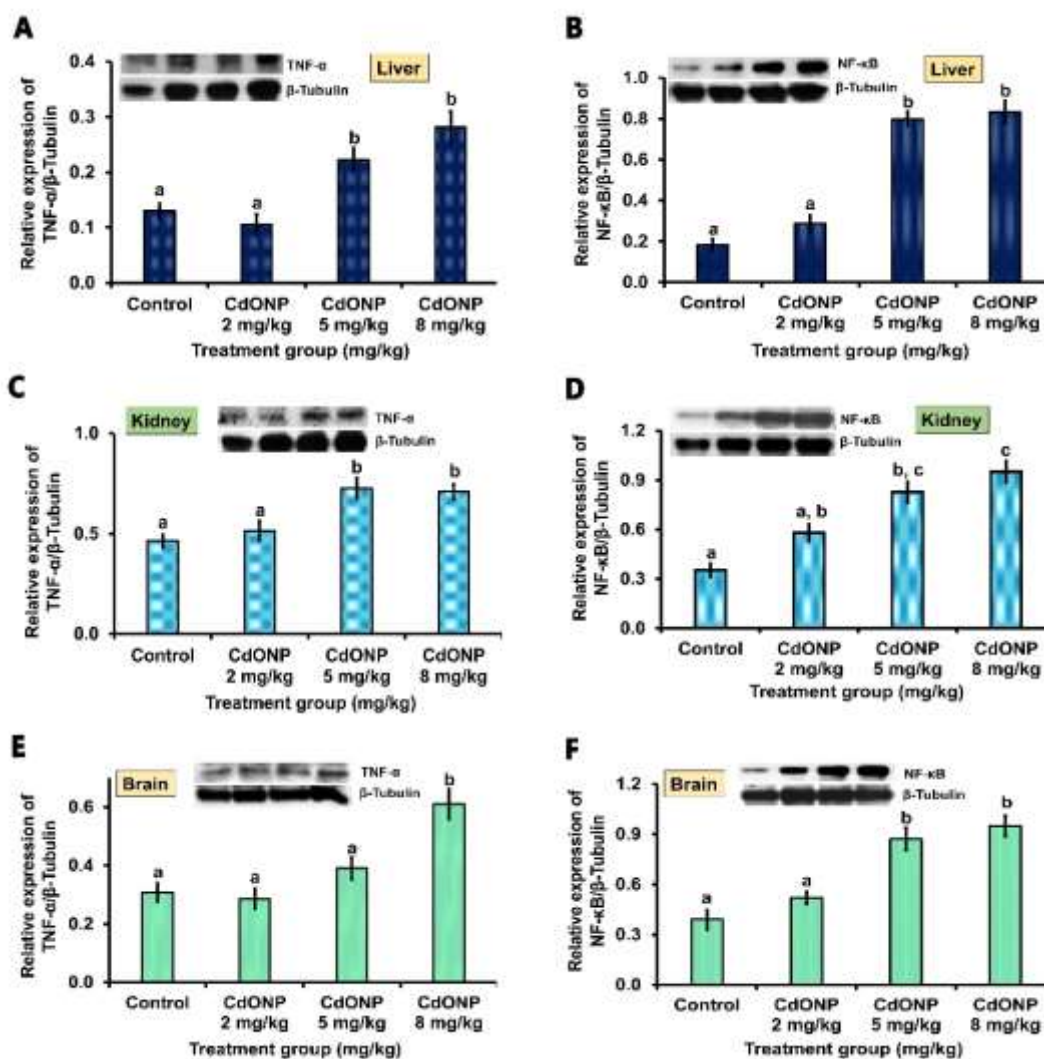 A
TNF-α
β-Tubulin
Liver
Relative expression of
TNF-α/β-Tubulin
0.4
0.3
0.2
0.1
0.0
a
a
b
b
Control
CdONP
2 mg/kg
CdONP
5 mg/kg
CdONP
8 mg/kg
Treatment group (mg/kg)
B
NF-κB
β-Tubulin
Liver
Relative expression of
NF-κB/β-Tubulin
1.0
0.8
0.6
0.4
0.2
0.0
a
a
b
b
Control
CdONP
2 mg/kg
CdONP
5 mg/kg
CdONP
8 mg/kg
Treatment group (mg/kg)
C
Kidney
TNF-α
β-Tubulin
Relative expression of
TNF-α/β-Tubulin
1.0
0.5
0.0
a
a
b
b
Control
CdONP
2 mg/kg
CdONP
5 mg/kg
CdONP
8 mg/kg
Treatment group (mg/kg)
D
NF-κB
β-Tubulin
Kidney
Relative expression of
NF-κB/β-Tubulin
1.2
0.9
0.6
0.3
0.0
a
a, b
b, c
c
Control
CdONP
2 mg/kg
CdONP
5 mg/kg
CdONP
8 mg/kg
Treatment group (mg/kg)
E
Brain
TNF-α
β-Tubulin
Relative expression of
TNF-α/β-Tubulin
0.6
0.4
0.2
0.0
a
a
a
b
Control
CdONP
2 mg/kg
CdONP
5 mg/kg
CdONP
8 mg/kg
Treatment group (mg/kg)
F
Brain
NF-κB
β-Tubulin
Relative expression of
NF-κB/β-Tubulin
1.2
0.9
0.6
0.3
0.0
a
a
b
b
Control
CdONP
2 mg/kg
CdONP
5 mg/kg
CdONP
8 mg/kg
Treatment group (mg/kg)